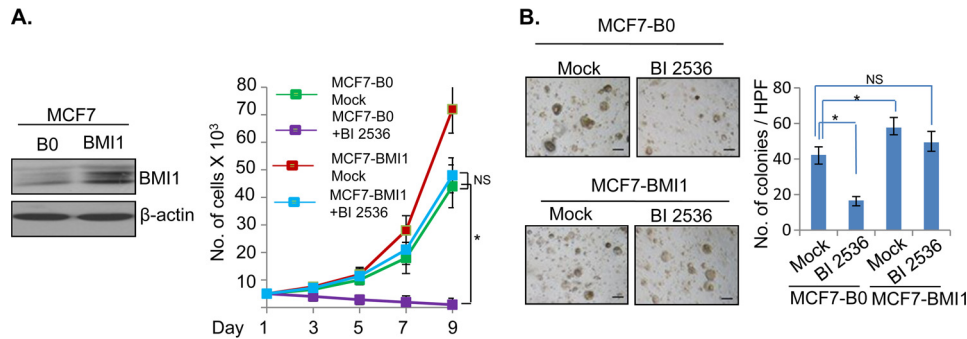 A.
MCF7
B0 BMI1
BMI1
β-actin
No. of cells X 10³
80
70
60
50
40
30
20
10
Day 1 3 5 7 9
MCF7-B0
Mock
MCF7-B0
+BI 2536
MCF7-BMI1
Mock
MCF7-BMI1
+BI 2536
NS
*
B.
MCF7-B0
Mock BI 2536
MCF7-BMI1
Mock BI 2536
No. of colonies / HPF
80
60
40
20
0
NS
*
*
Mock BI 2536 Mock BI 2536
MCF7-B0 MCF7-BMI1